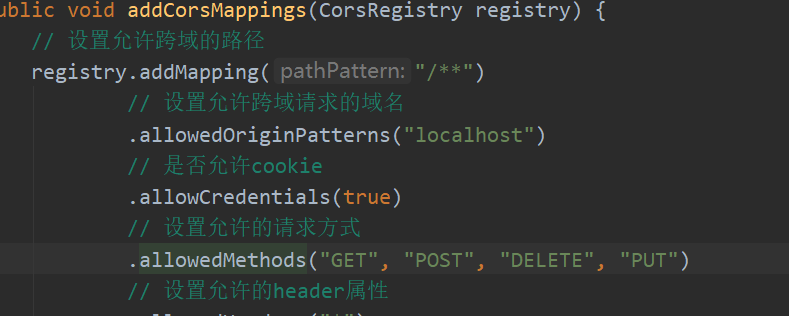 public void addCorsMappings(CorsRegistry registry) {
// 设置允许跨域的路径
registry.addMapping( pathPattern: "/**")
// 设置允许跨域请求的域名
.allowedOriginPatterns("localhost")
// 是否允许cookie
.allowCredentials(true)
// 设置允许的请求方式
.allowedMethods("GET", "POST", "DELETE", "PUT")
// 设置允许的header属性